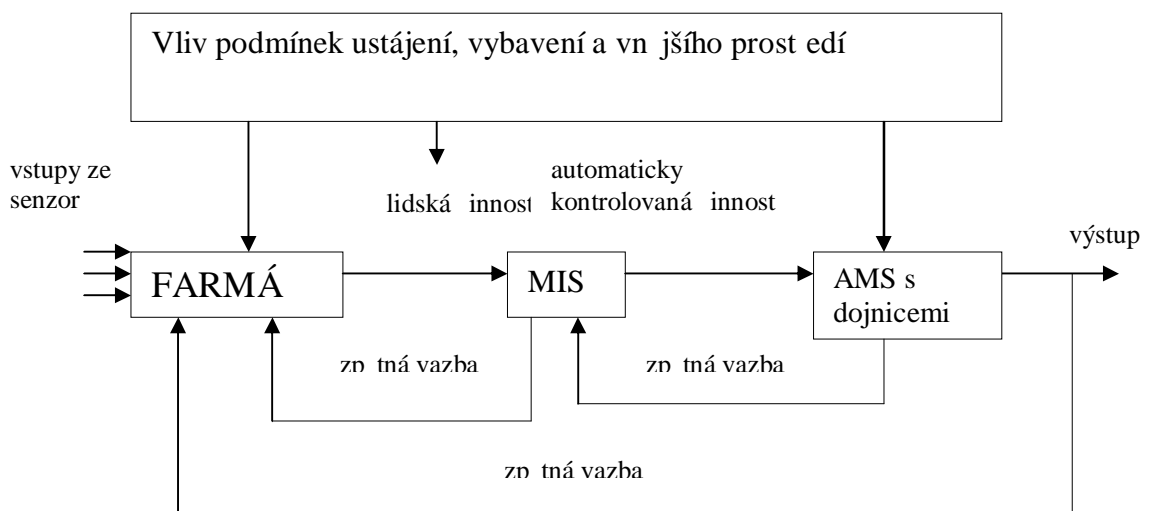 Vliv podmínek ustájení, vybavení a vn jšího prost edí
vstupy ze
senzor
lidská innost
automaticky
kontrolovaná innost
výstup
FARMÁ
MIS
AMS s
dojnicemi
zp tná vazba
zp tná vazba
zp tná vazba